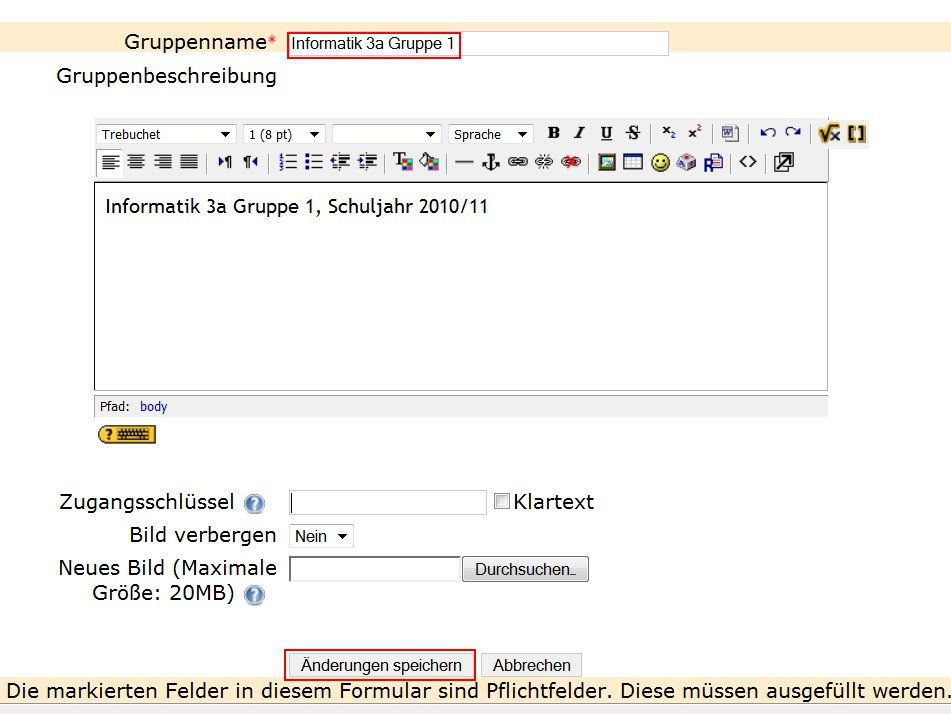 Gruppenname*
Informatik 3a Gruppe 1
Gruppenbeschreibung
Trebuchet 1 (8 pt) Sprache B I U S x₂ x² W √x []
T
Informatik 3a Gruppe 1, Schuljahr 2010/11
Pfad: body
?
Zugangsschlüssel ? Klartext
Bild verbergen Nein
Neues Bild (Maximale Größe: 20MB) ? Durchsuchen...
Änderungen speichern Abbrechen
Die markierten Felder in diesem Formular sind Pflichtfelder. Diese müssen ausgefüllt werden.